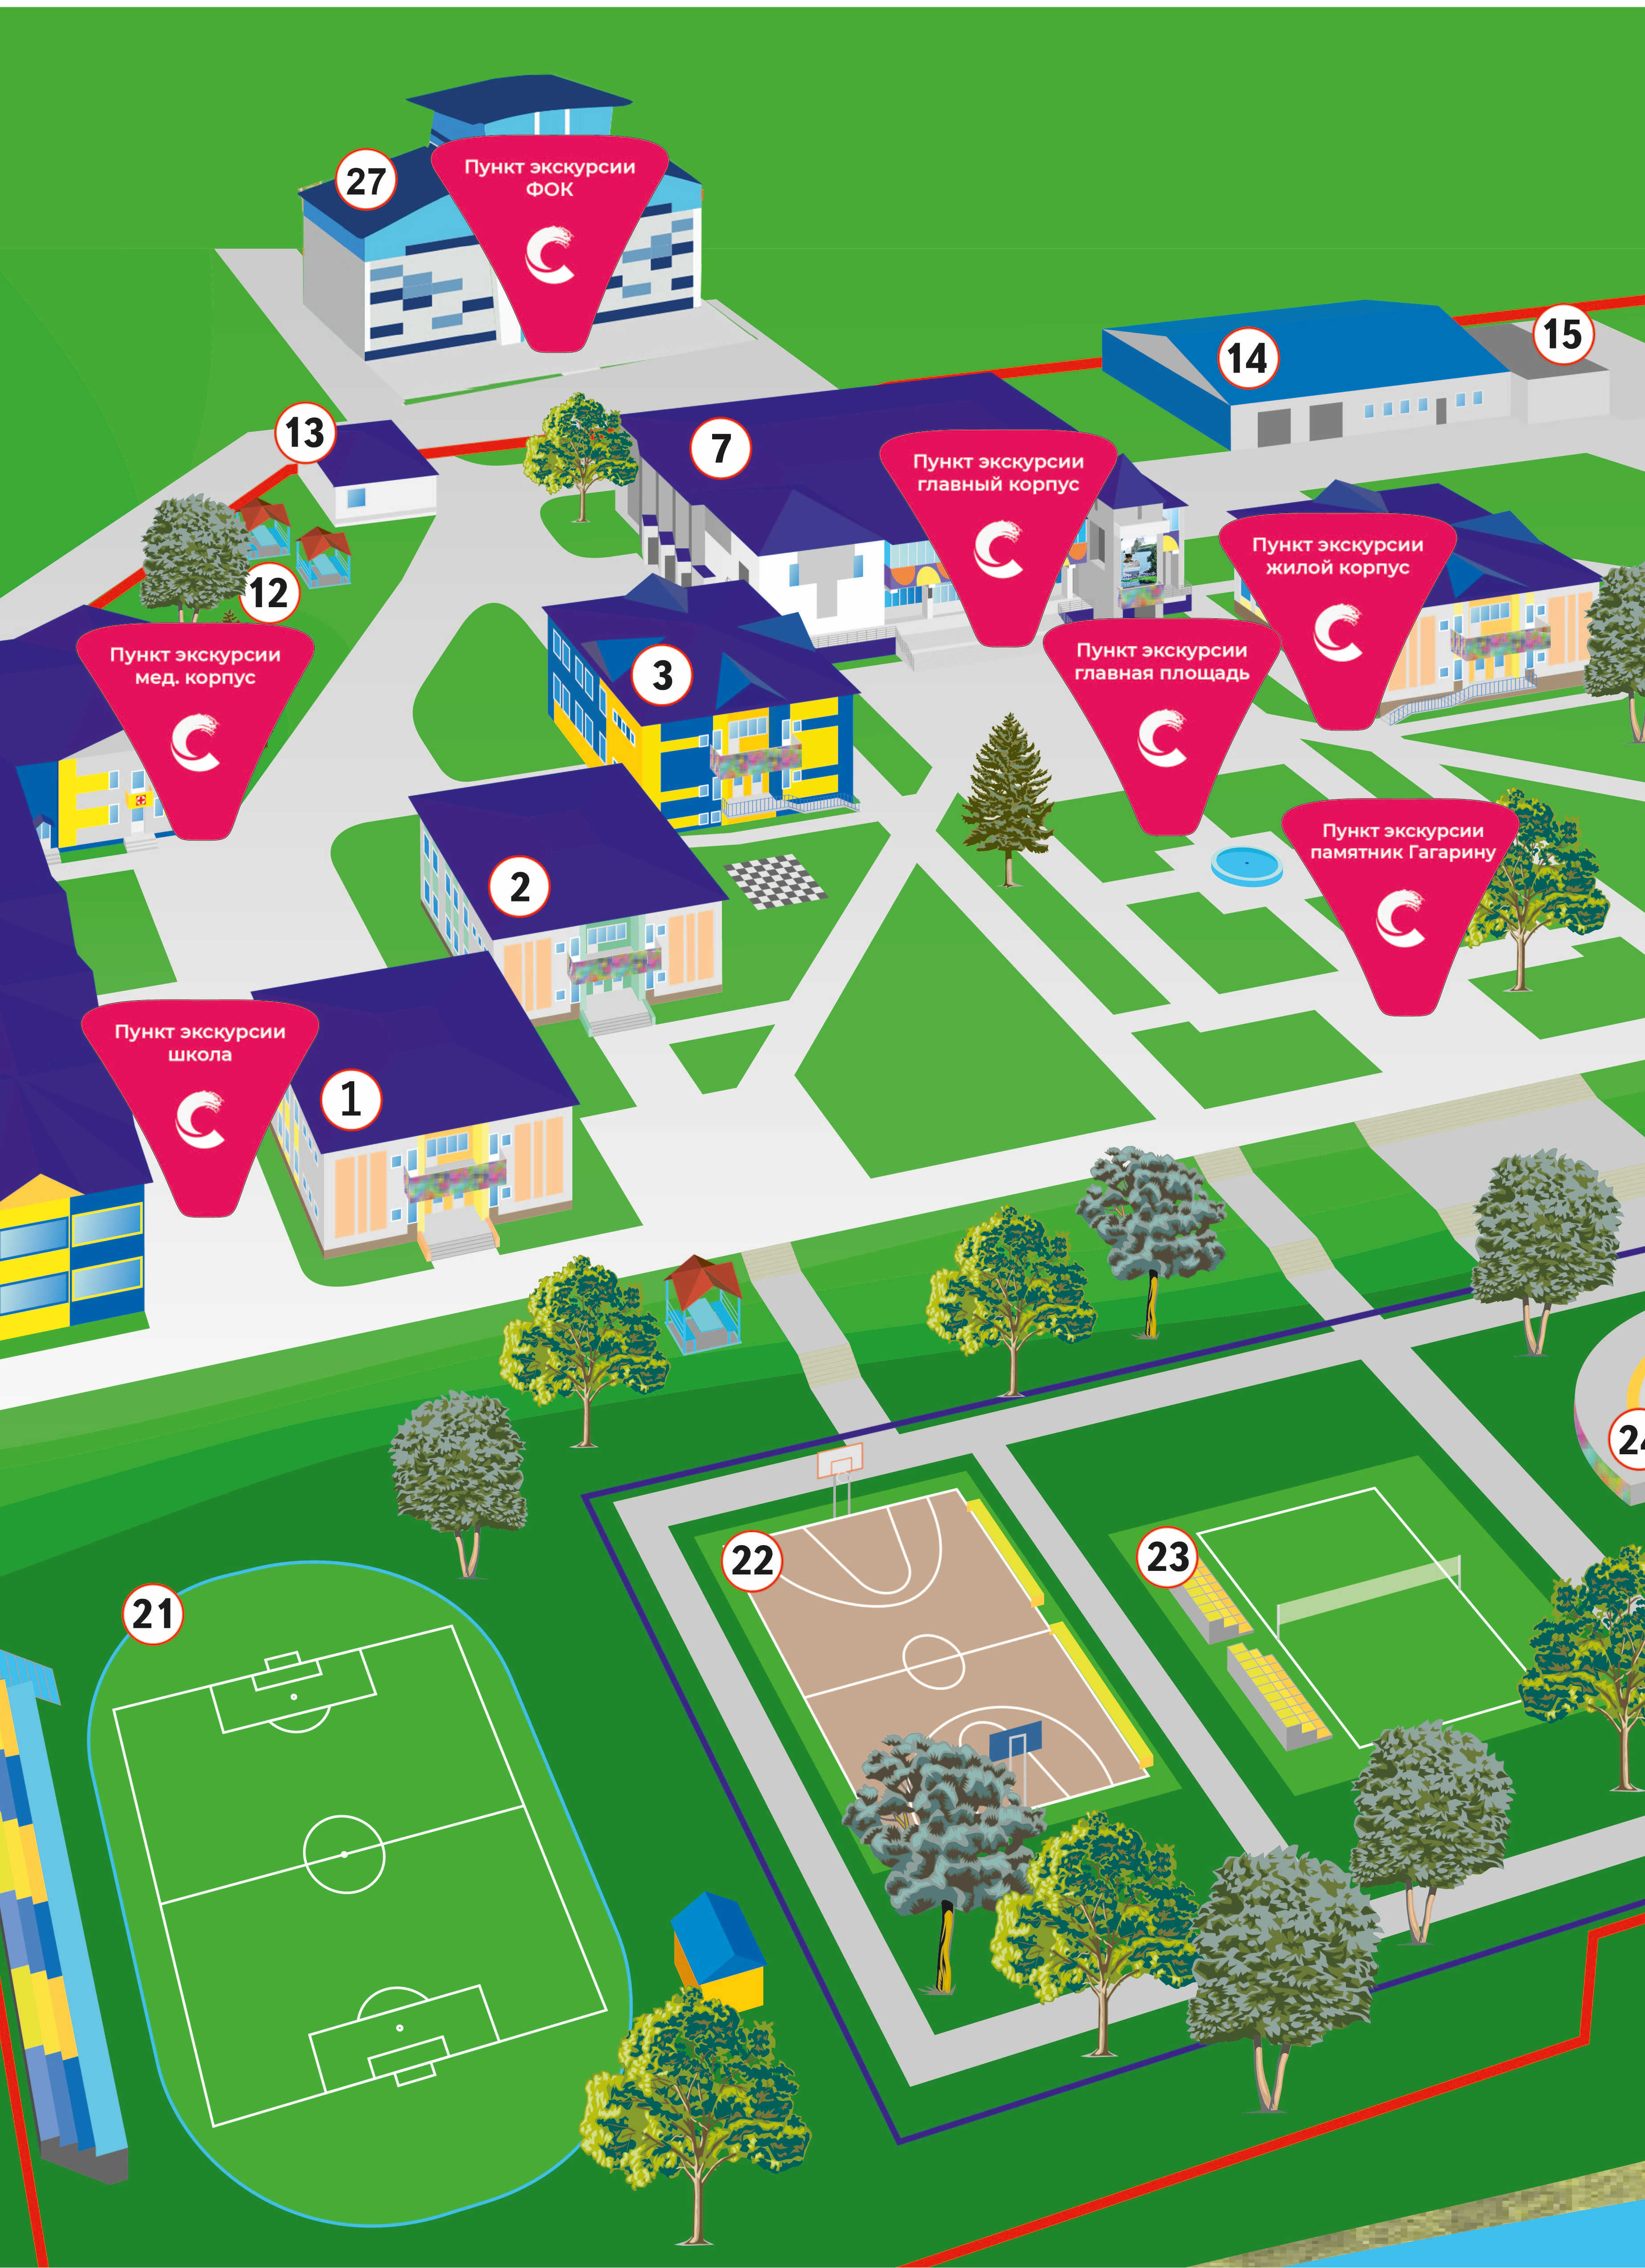 27
Пункт экскурсии
ФОК
15
14
13
7
Пункт экскурсии
главный корпус
Пункт экскурсии
жилой корпус
12
Пункт экскурсии
мед. корпус
3
Пункт экскурсии
главная площадь
2
Пункт экскурсии
памятник Гагарину
Пункт экскурсии
школа
1
24
22
23
21